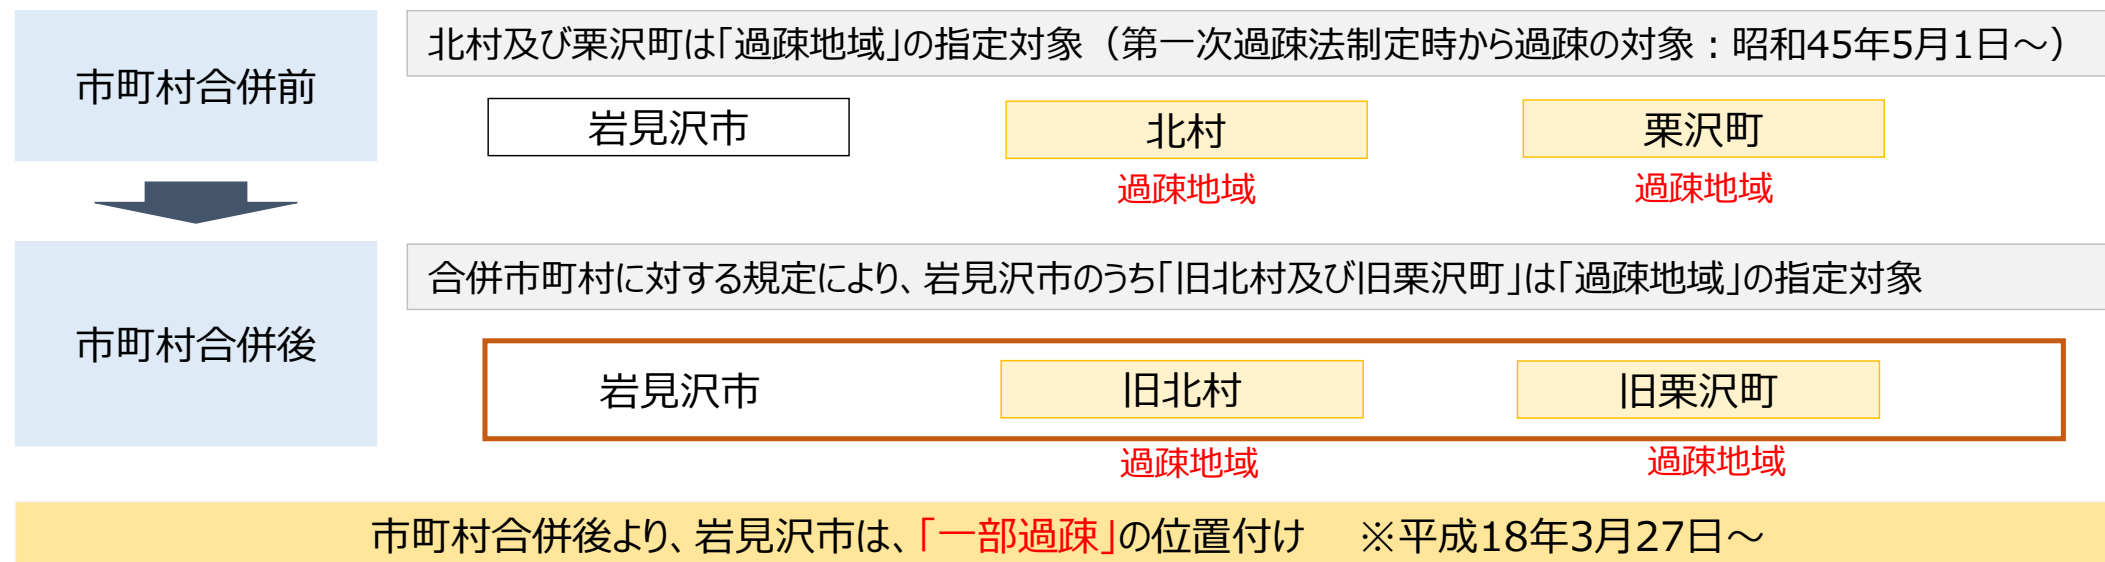 市町村合併前
北村及び栗沢町は「過疎地域」の指定対象（第一次過疎法制定時から過疎の対象：昭和45年5月1日～）
岩見沢市
北村
栗沢町
過疎地域
過疎地域
市町村合併後
合併市町村に対する規定により、岩見沢市のうち「旧北村及び旧栗沢町」は「過疎地域」の指定対象
岩見沢市
旧北村
旧栗沢町
過疎地域
過疎地域
市町村合併後より、岩見沢市は、「一部過疎」の位置付け　※平成18年3月27日～